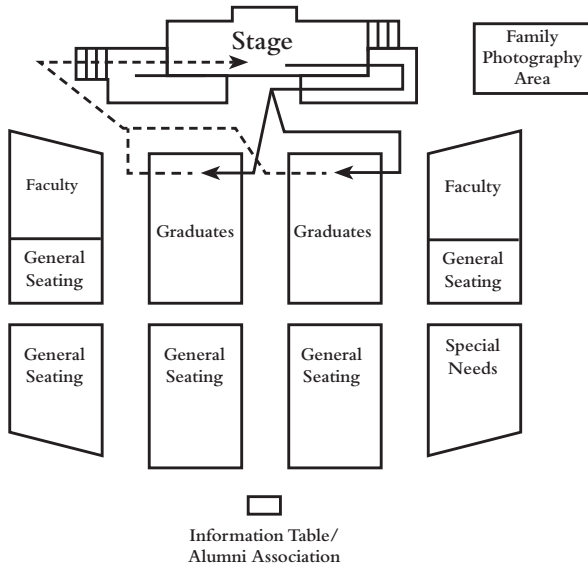 Stage
Family
Photography
Area
Faculty
General
Seating
Graduates
Graduates
Faculty
General
Seating
General
Seating
General
Seating
General
Seating
Special
Needs
Information Table/
Alumni Association